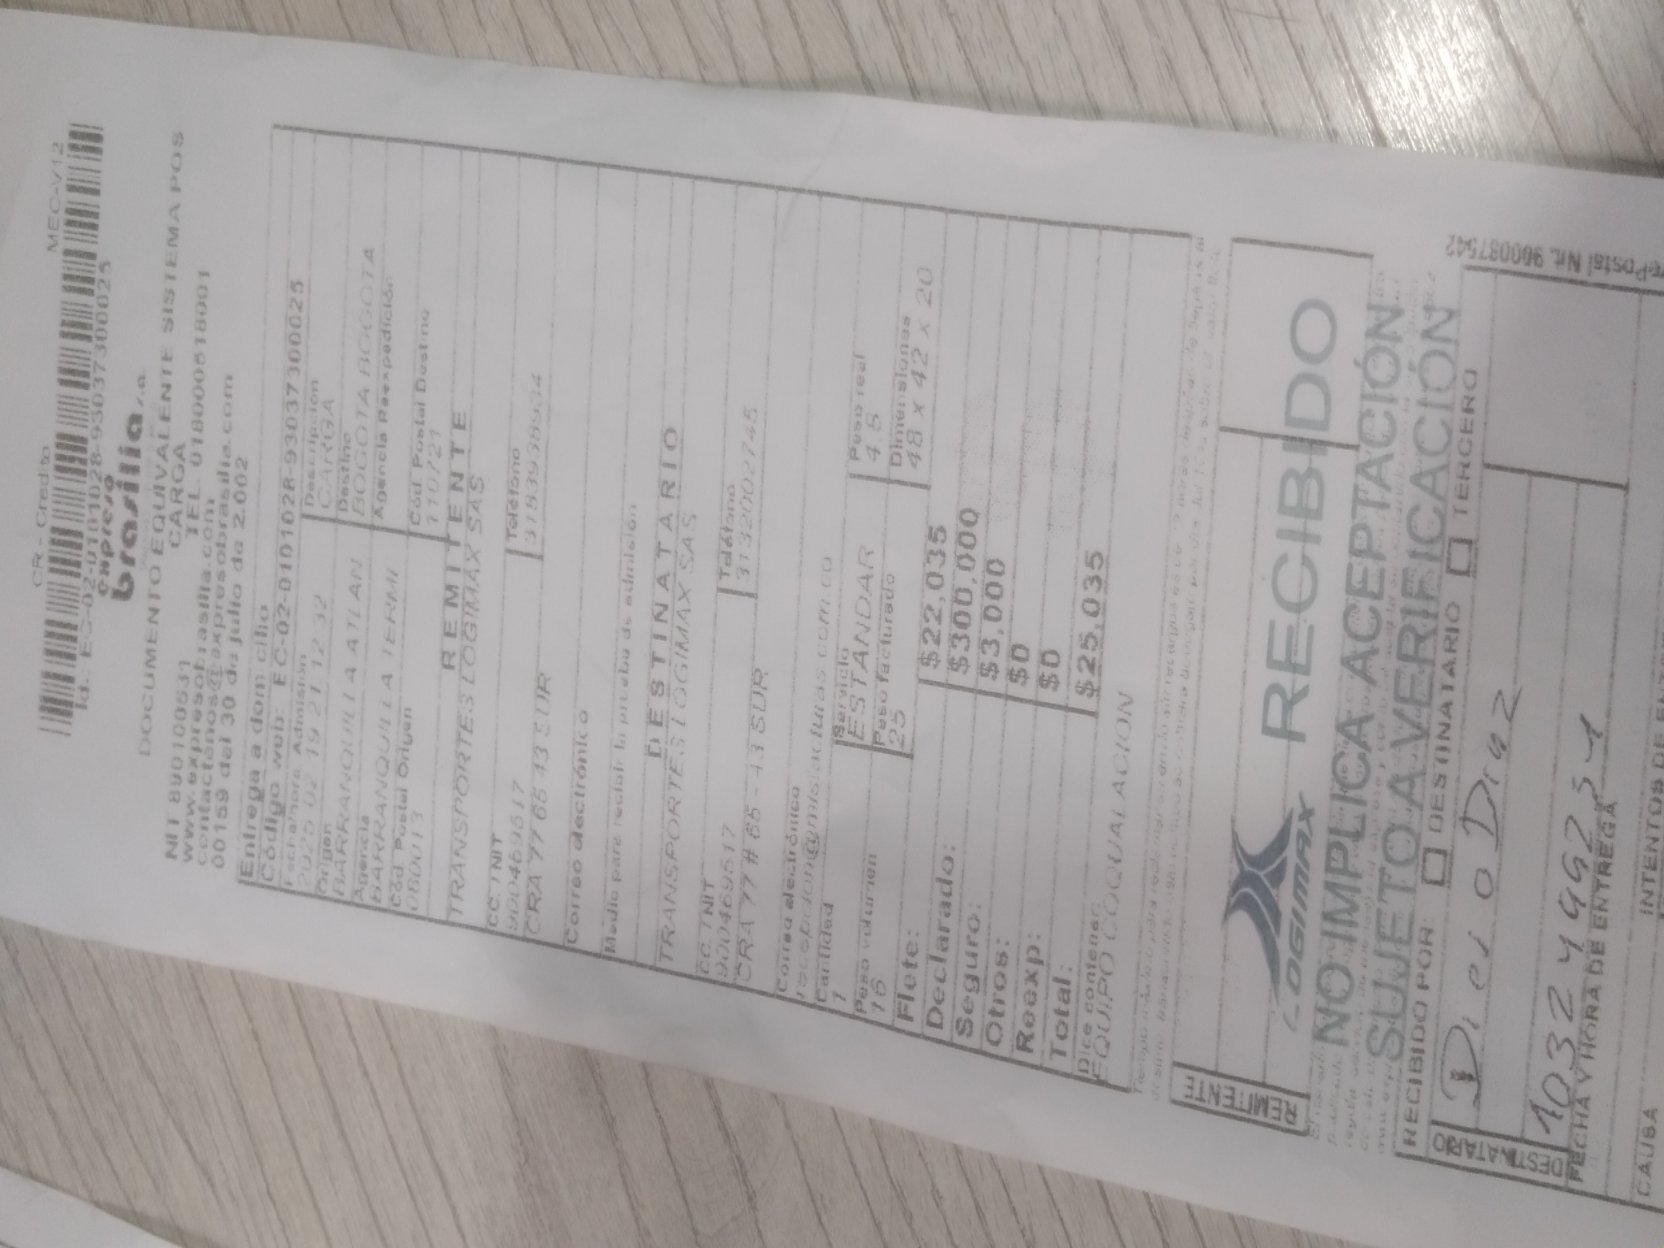 CR - Credito MEC-V12
Id.: EC-02-0101028-93037300025
expreso
brasilia s.a.
DOCUMENTO EQUIVALENTE SISTEMA POS
CARGA
NIT 890100531 TEL. 018000518001
www.expresobrasilia.com
contactenos@expresobrasilia.com
00159 del 30 de julio de 2.002
Entrega a domicilio
Código web: EC-02-0101028-93037300025
Fecha/hora Admisión Descripción
2025 02 19 21 12 32 CARGA
Origen Destino
BARRANQUILLA ATLAN BOGOTA BOGOTA
Agencia Agencia Reexpedición
BARRANQUILLA TERMI
Cód. Postal Origen Cód. Postal Destino
080013 110721
REMITENTE
TRANSPORTES LOGIMAX SAS
CC. / NIT Teléfono
900469517 3183938934
CRA 77 65 43 SUR
Correo electrónico
Medio para recibir la prueba de admisión
DESTINATARIO
TRANSPORTES LOGIMAX SAS
CC. / NIT Teléfono
900469517 3132002745
CRA 77 # 65 - 43 SUR
Correo electrónico
Cantidad Servicio
1 ESTANDAR
Peso volumen Peso facturado Peso real
16 25 4.5
Dimensiones
48 x 42 x 20
Flete: $22,035
Declarado: $300,000
Seguro: $3,000
Otros: $0
Reexp: $0
Total: $25,035
Dice contener:
EQUIPO COQUALACION
REMITENTE
LOGIMAX RECIBIDO
NO IMPLICA ACEPTACIÓN
SUJETO A VERIFICACIÓN
RECIBIDO POR: DESTINATARIO TERCERO
DESTINATARIO
Diego Diaz
1032499251
FECHA Y HORA DE ENTREGA
INTENTOS DE
CAUSA
Postal Nit. 900087542